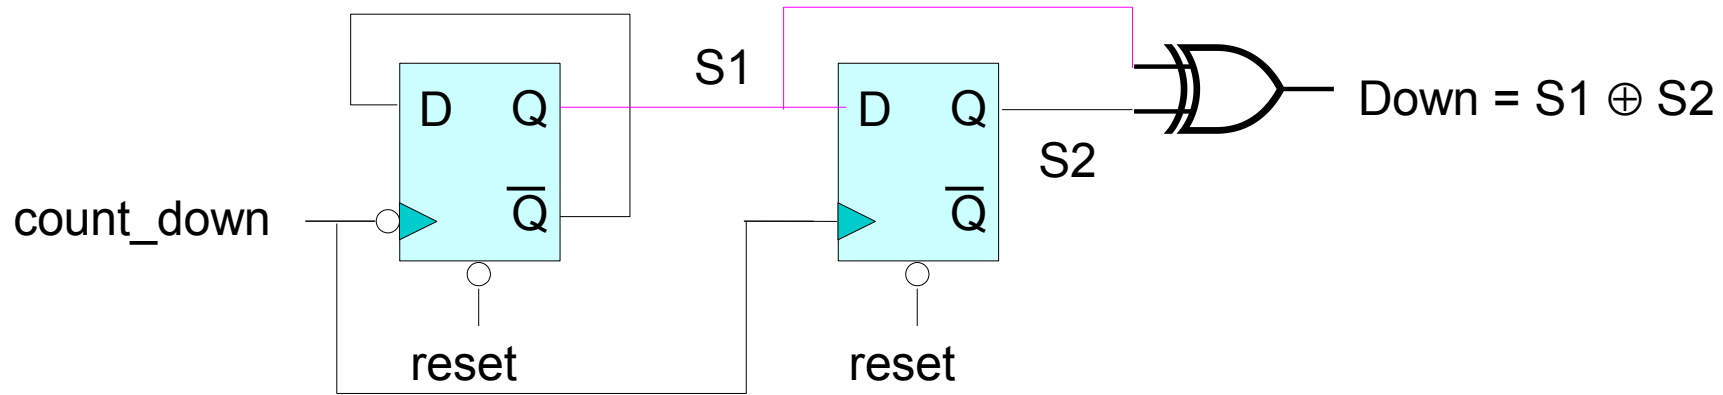 S1
D Q
D Q
Down = S1 ⊕ S2
S2
Q̅
Q̅
count_down
reset
reset